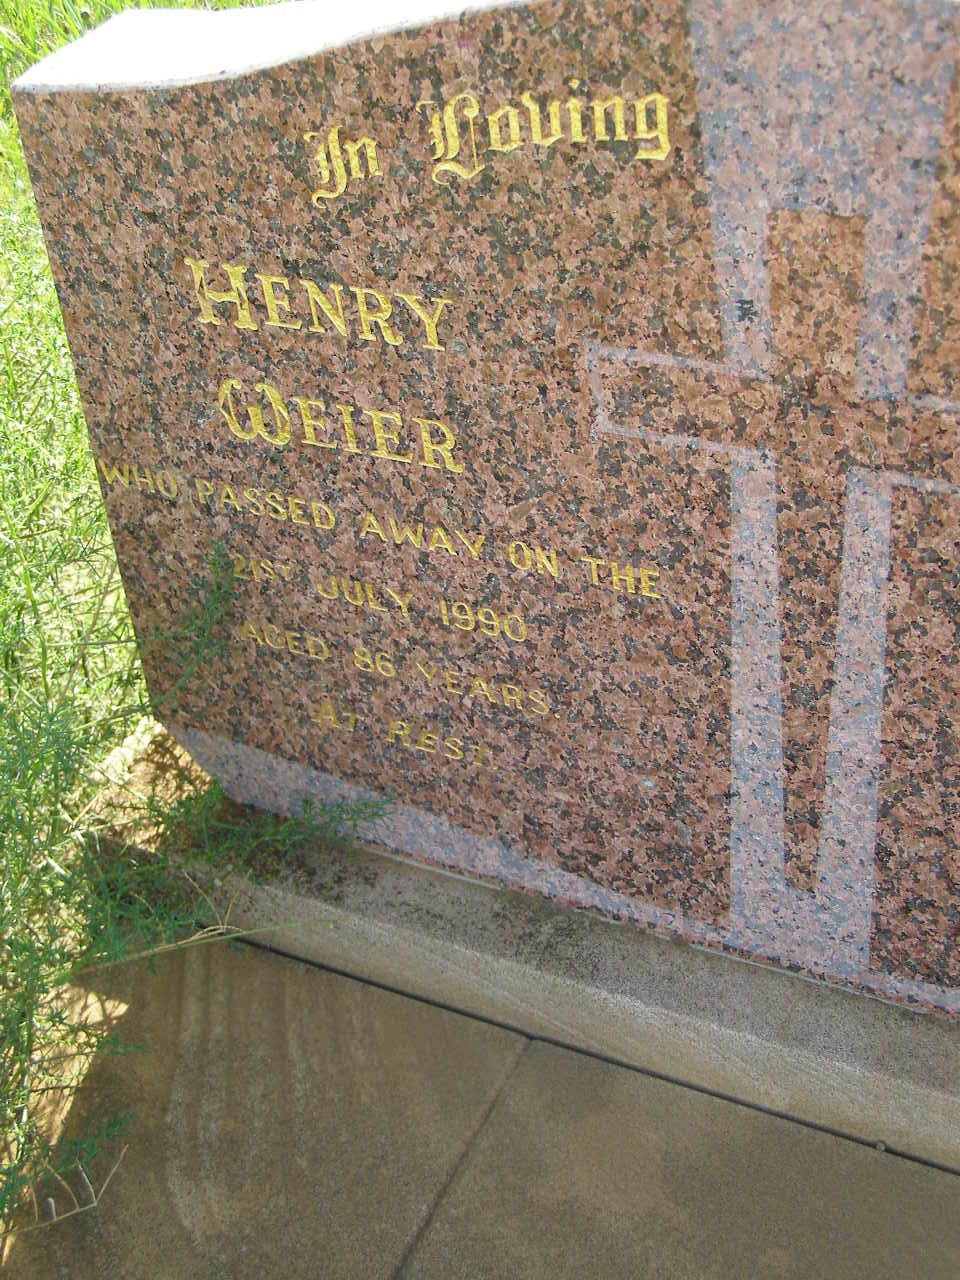 In Loving
HENRY
WEIER
WHO PASSED AWAY ON THE
21ST JULY 1990
AGED 86 YEARS.
AT REST.